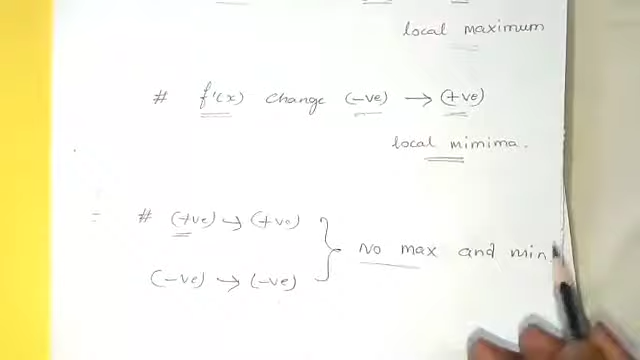 local maximum
# f'(x) change (-ve) → (+ve)
local mimima.
# (+ve) → (+ve)
(-ve) → (-ve) } No max and min